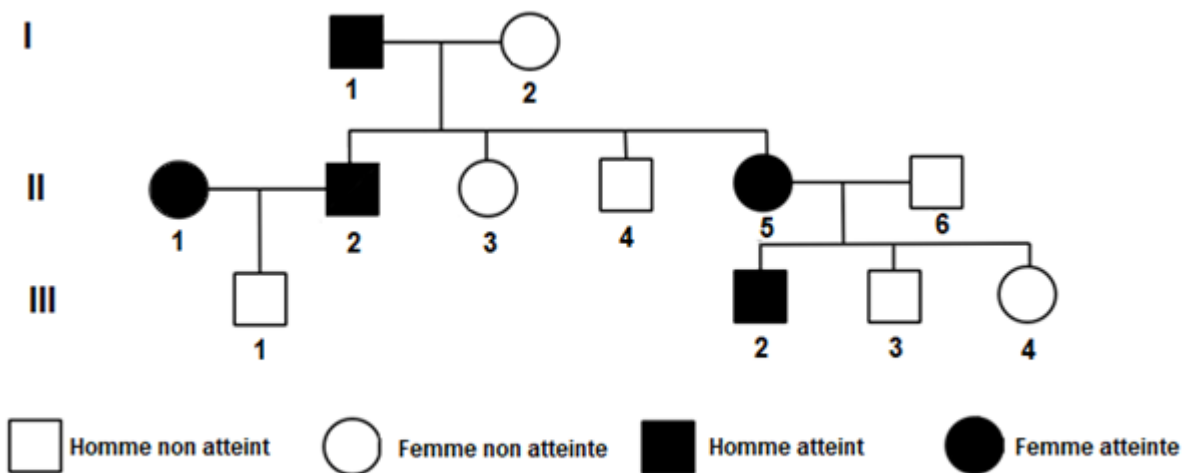 I
1 2
II
1 2 3 4 5 6
III
1 2 3 4
Homme non atteint Femme non atteinte Homme atteint Femme atteinte